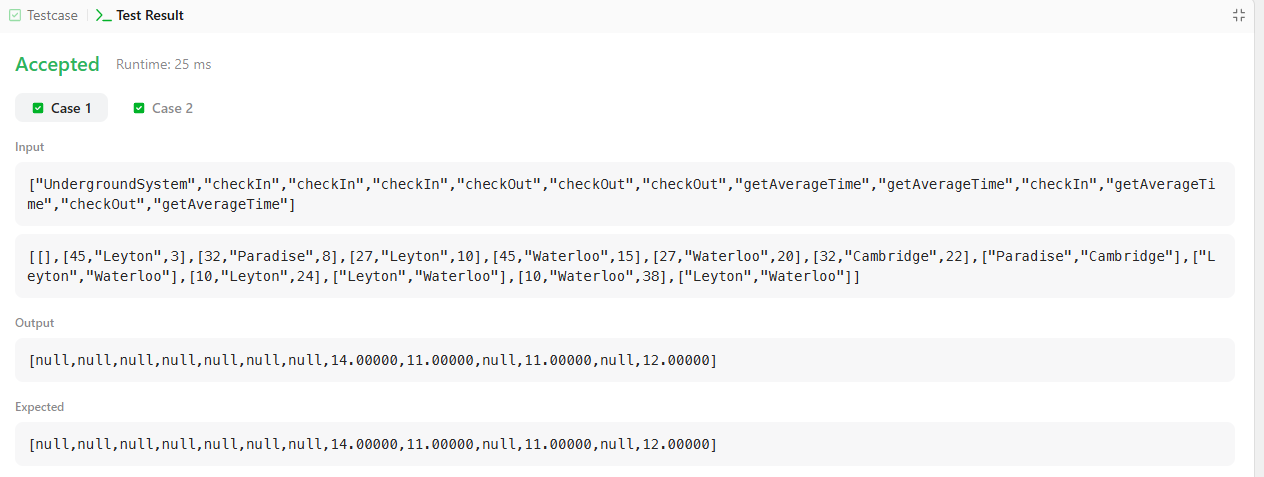 Testcase
Test Result
Accepted Runtime: 25 ms
Case 1 Case 2
Input
["UndergroundSystem","checkIn","checkIn","checkIn","checkOut","checkOut","checkOut","getAverageTime","getAverageTime","checkIn","getAverageTi
me","checkOut","getAverageTime"]
[[],[45,"Leyton",3],[32,"Paradise",8],[27,"Leyton",10],[45,"Waterloo",15],[27,"Waterloo",20],[32,"Cambridge",22],["Paradise","Cambridge"],["L
eyton","Waterloo"],[10,"Leyton",24],["Leyton","Waterloo"],[10,"Waterloo",38],["Leyton","Waterloo"]]
Output
[null,null,null,null,null,null,null,14.00000,11.00000,null,11.00000,null,12.00000]
Expected
[null,null,null,null,null,null,null,14.00000,11.00000,null,11.00000,null,12.00000]